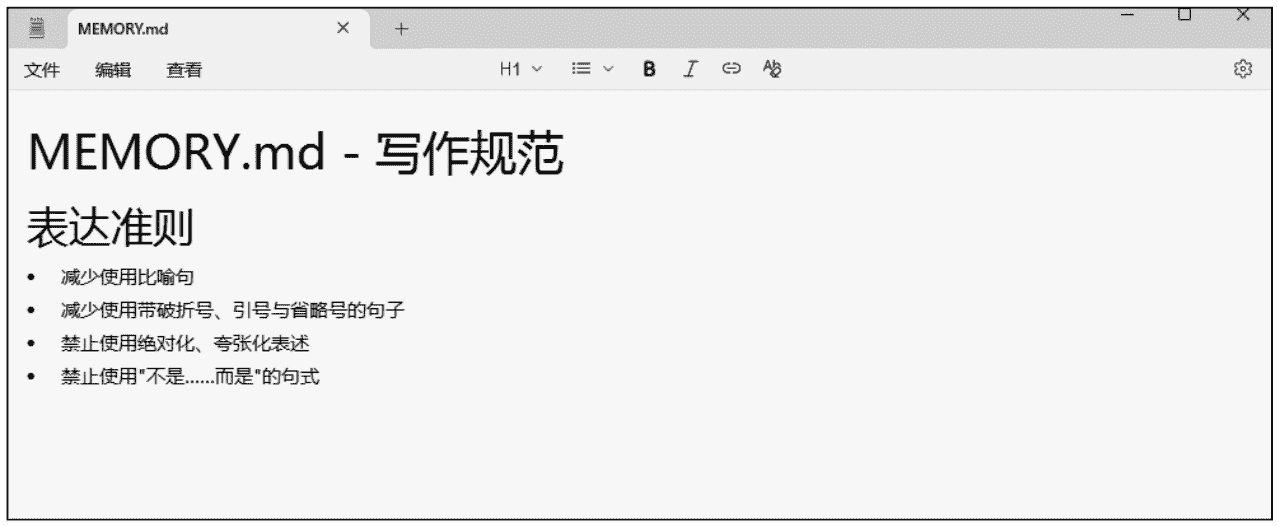 MEMORY.md
文件 编辑 查看 H1 B I
MEMORY.md - 写作规范
表达准则
• 减少使用比喻句
• 减少使用带破折号、引号与省略号的句子
• 禁止使用绝对化、夸张化表述
• 禁止使用"不是......而是"的句式